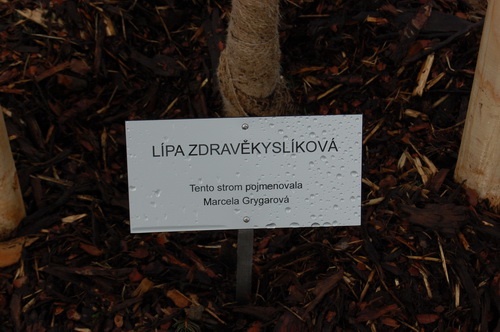 LÍPA ZDRAVĚKYSLÍKOVÁ
Tento strom pojmenovala
Marcela Grygarová